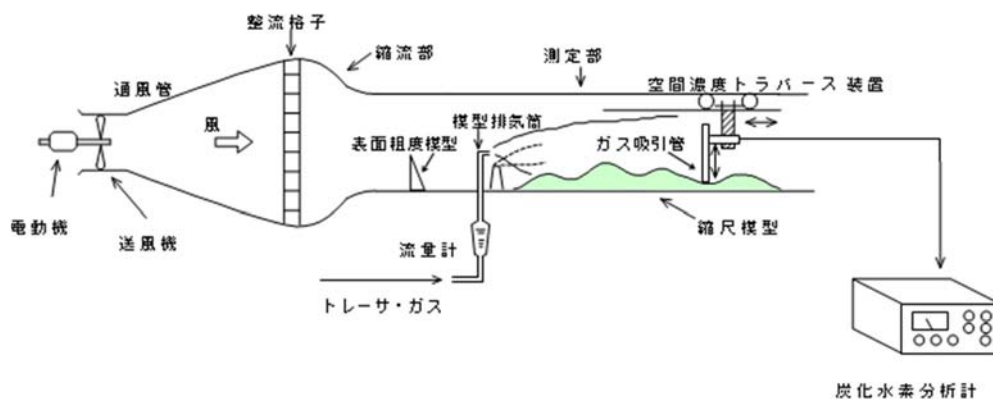 整流格子
縮流部
測定部
通風管
空間濃度トラバース装置
風
模型排気筒
表面粗度模型
ガス吸引管
電動機
送風機
流量計
縮尺模型
トレーサ・ガス
炭化水素分析計